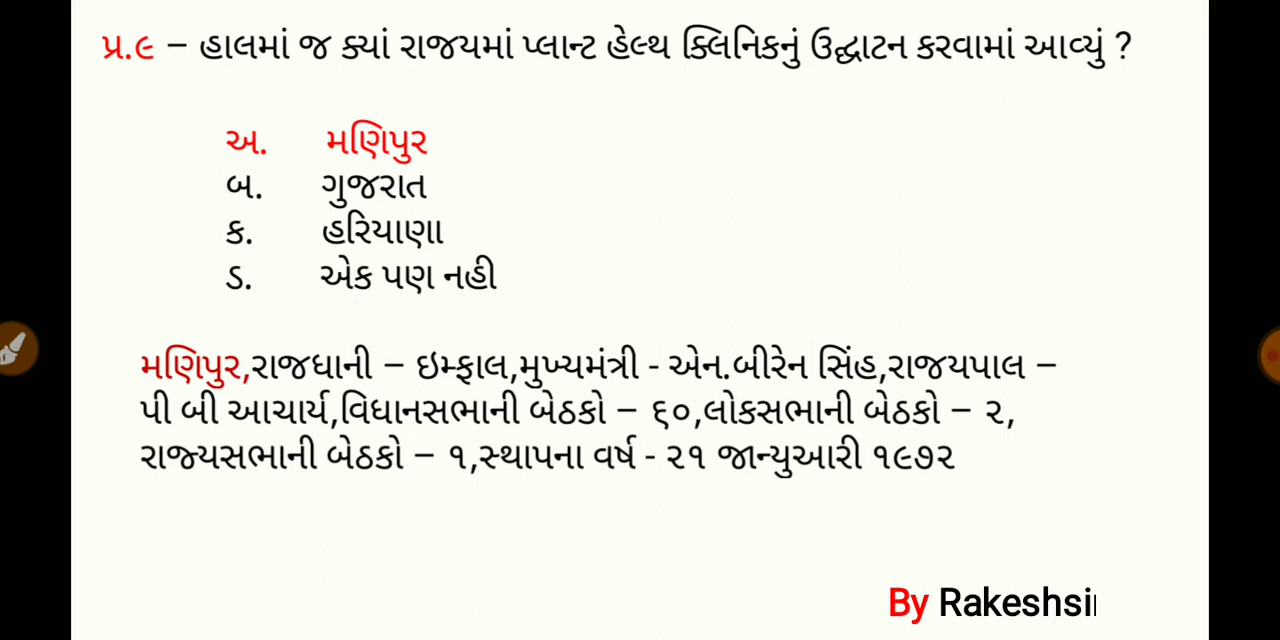 પ્ર.૯ – હાલમાં જ ક્યાં રાજયમાં પ્લાન્ટ હેલ્થ ક્લિનિકનું ઉદ્ઘાટન કરવામાં આવ્યું ?
અ. મણિપુર
બ. ગુજરાત
ક. હરિયાણા
ડ. એક પણ નહી
મણિપુર,રાજધાની – ઇમ્ફાલ,મુખ્યમંત્રી - એન.બીરેન સિંહ,રાજયપાલ –
પી બી આચાર્ય,વિધાનસભાની બેઠકો – ૬૦,લોકસભાની બેઠકો – ૨,
રાજ્યસભાની બેઠકો – ૧,સ્થાપના વર્ષ - ૨૧ જાન્યુઆરી ૧૯૭૨
By Rakeshsi